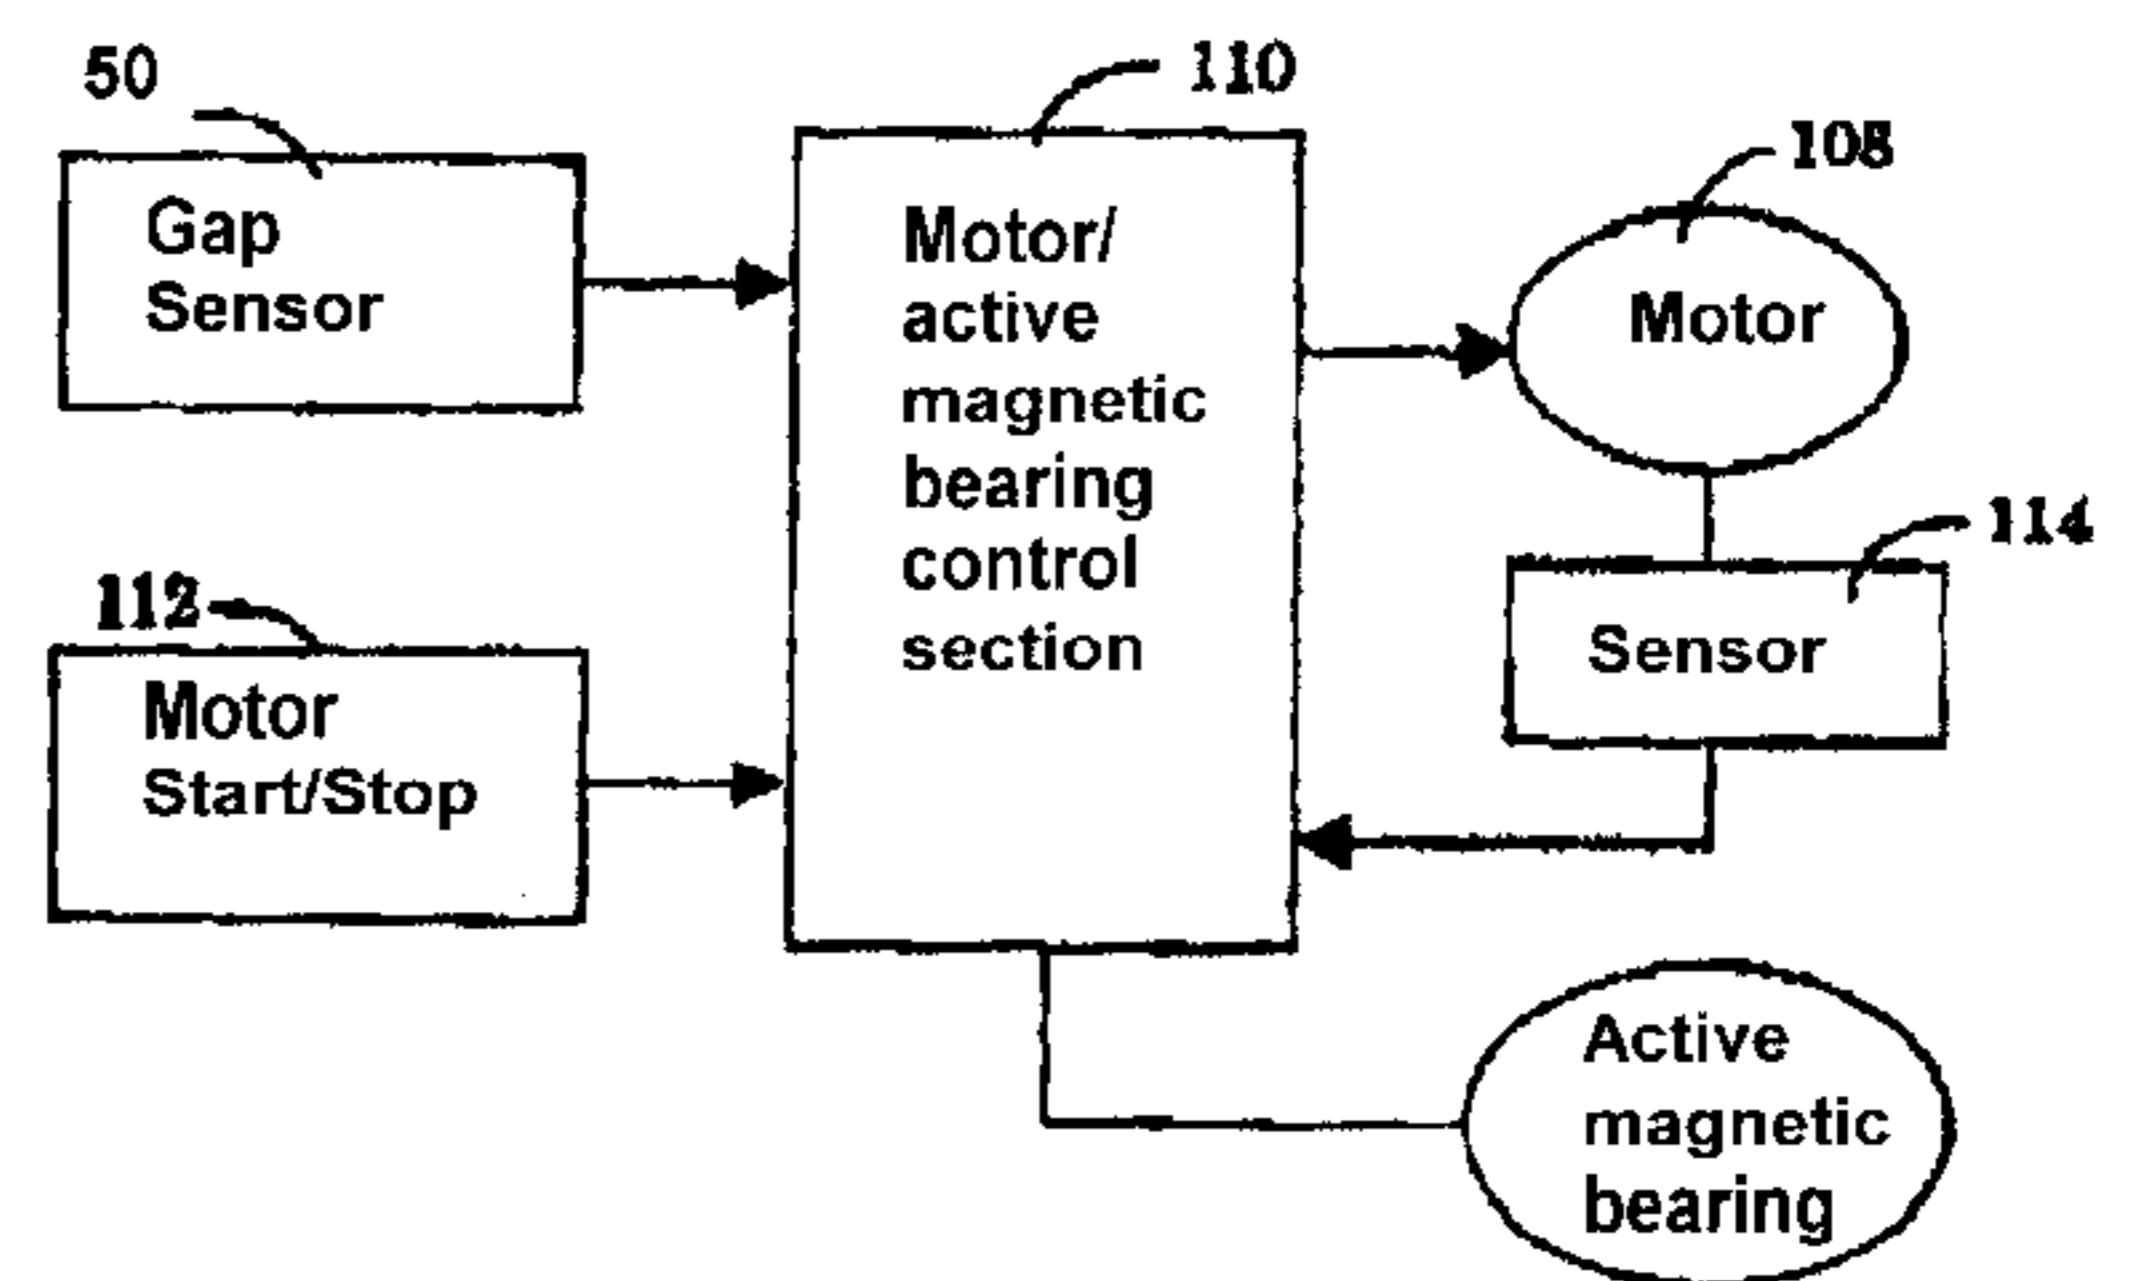 50
Gap
Sensor
112
Motor
Start/Stop
110
Motor/
active
magnetic
bearing
control
section
108
Motor
114
Sensor
Active
magnetic
bearing